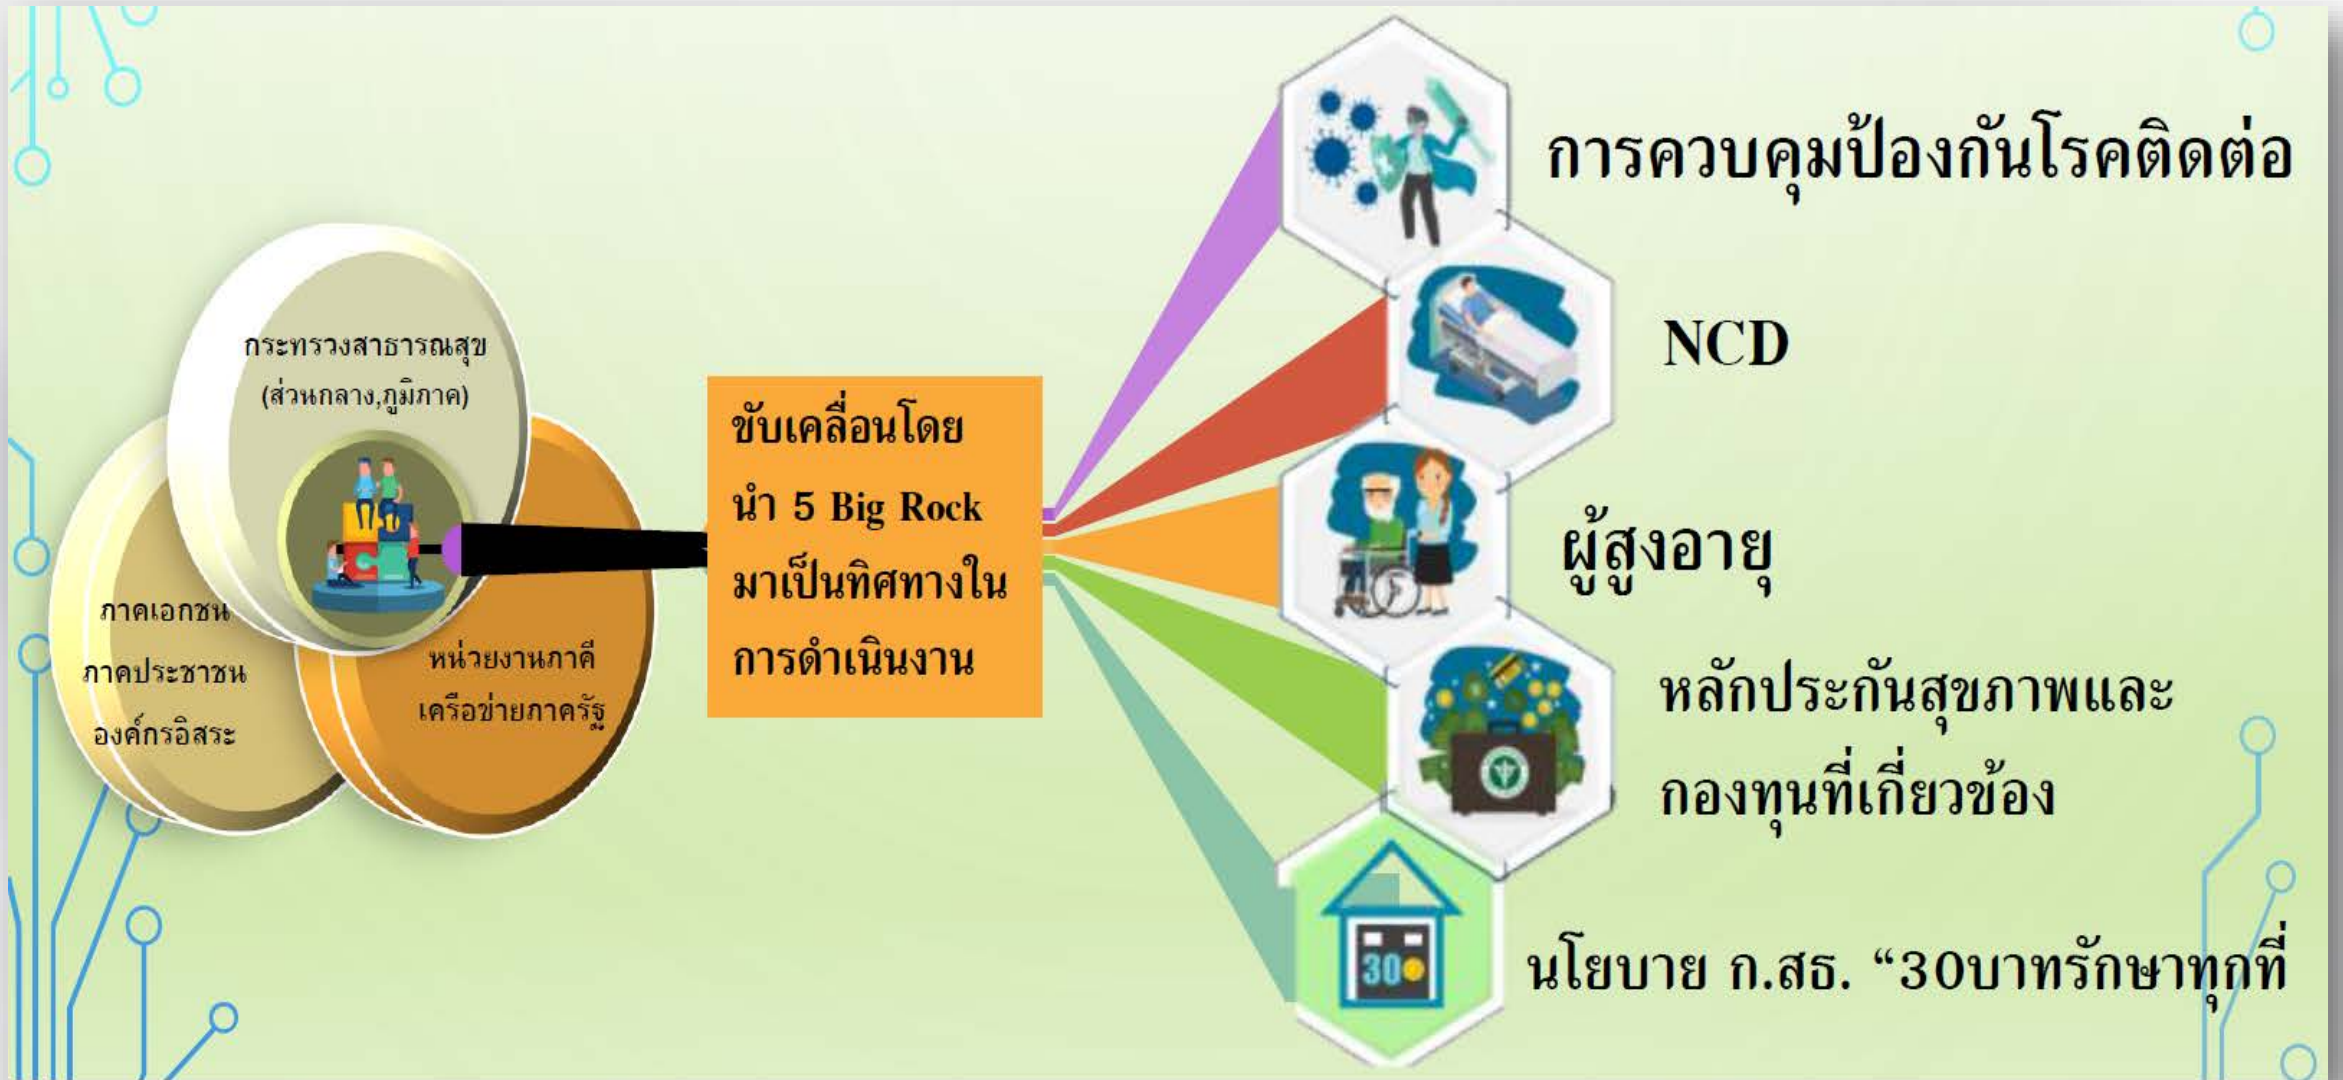 กระทรวงสาธารณสุข
(ส่วนกลาง,ภูมิภาค)
ภาคเอกชน
ภาคประชาชน
องค์กรอิสระ
หน่วยงานภาคี
เครือข่ายภาครัฐ
ขับเคลื่อนโดย
นำ 5 Big Rock
มาเป็นทิศทางใน
การดำเนินงาน
การควบคุมป้องกันโรคติดต่อ
NCD
ผู้สูงอายุ
หลักประกันสุขภาพและ
กองทุนที่เกี่ยวข้อง
30
นโยบาย ก.สธ. “30บาทรักษาทุกที่